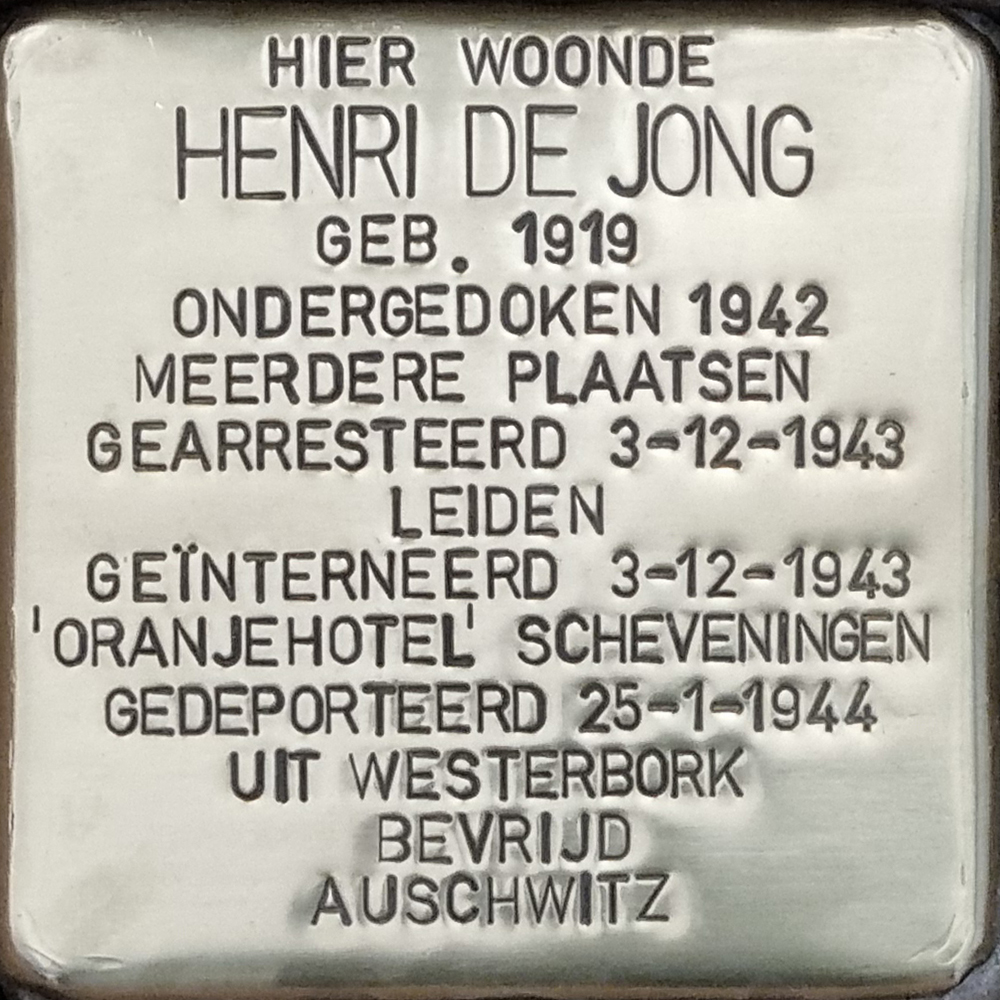 HIER WOONDE
HENRI DE JONG
GEB. 1919
ONDERGEDOKEN 1942
MEERDERE PLAATSEN
GEARRESTEERD 3-12-1943
LEIDEN
GEÏNTERNEERD 3-12-1943
'ORANJEHOTEL' SCHEVENINGEN
GEDEPORTEERD 25-1-1944
UIT WESTERBORK
BEVRIJD
AUSCHWITZ